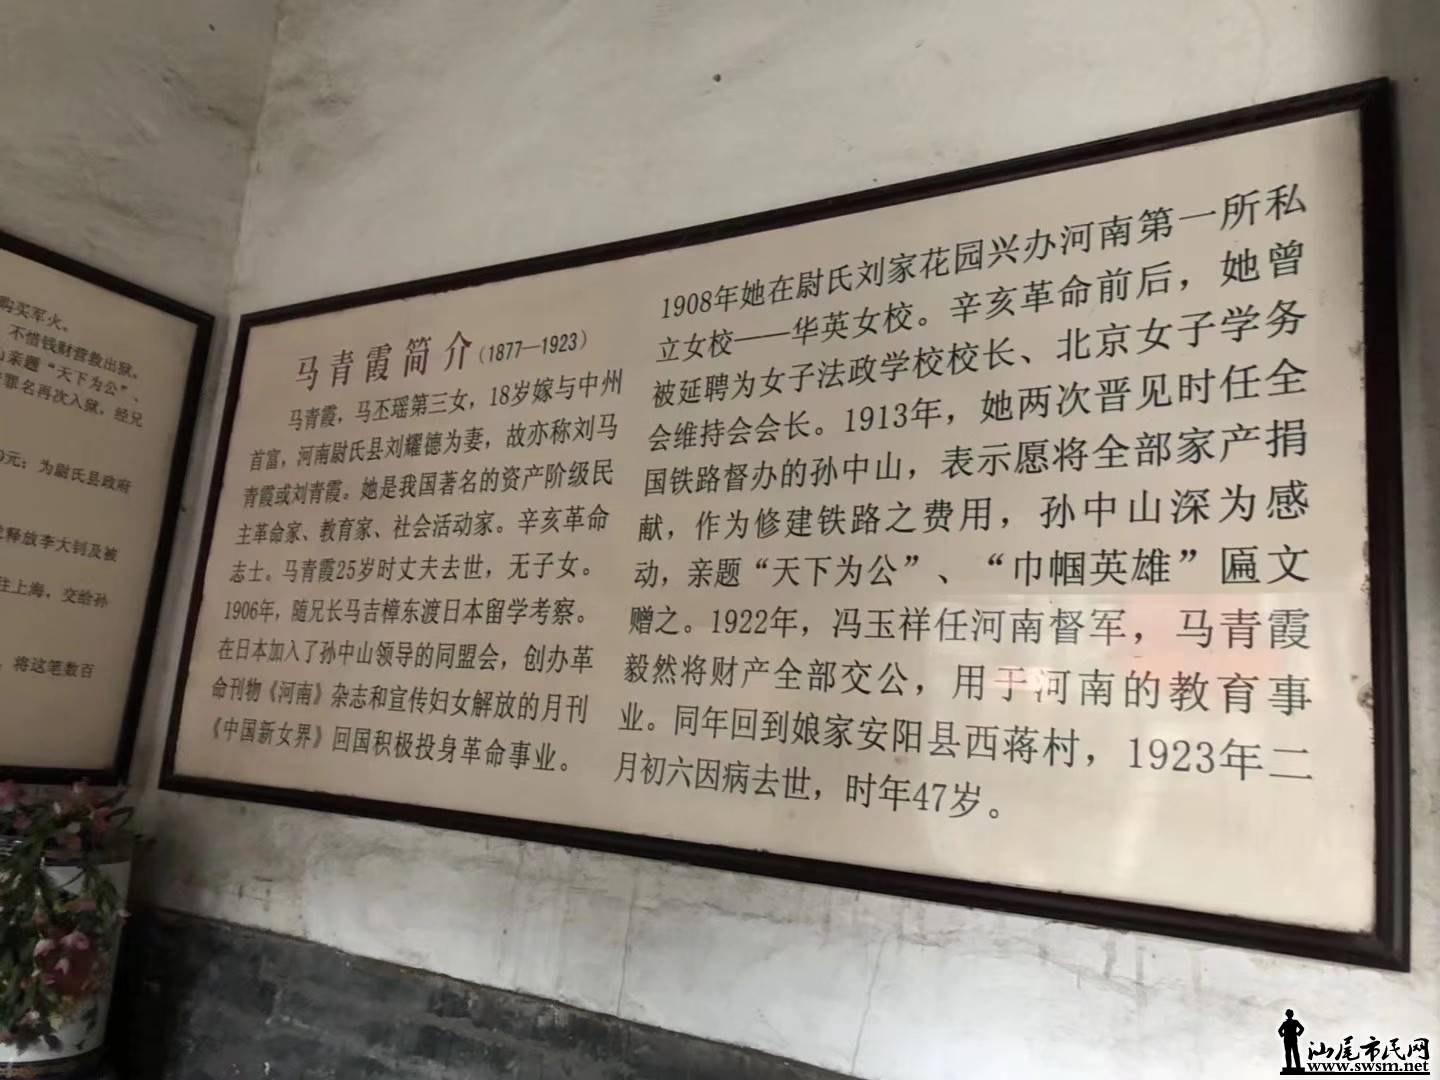 购买军火。
不惜钱财营救出狱。
亲题“天下为公”、
罪名再次入狱，经兄
元；为尉氏县政府
释放李大钊及被
往上海，交给孙
，将这笔数百
马青霞简介（1877—1923）
马青霞，马丕瑶第三女，18岁嫁与中州
首富，河南尉氏县刘耀德为妻，故亦称刘马
青霞或刘青霞。她是我国著名的资产阶级民
主革命家、教育家、社会活动家。辛亥革命
志士。马青霞25岁时丈夫去世，无子女。
1906年，随兄长马吉樟东渡日本留学考察。
在日本加入了孙中山领导的同盟会，创办革
命刊物《河南》杂志和宣传妇女解放的月刊
《中国新女界》回国积极投身革命事业。
1908年她在尉氏刘家花园兴办河南第一所私
立女校——华英女校。辛亥革命前后，她曾
被延聘为女子法政学校校长、北京女子学务
会维持会会长。1913年，她两次晋见时任全
国铁路督办的孙中山，表示愿将全部家产捐
献，作为修建铁路之费用，孙中山深为感
动，亲题“天下为公”、“巾帼英雄”匾文
赠之。1922年，冯玉祥任河南督军，马青霞
毅然将财产全部交公，用于河南的教育事
业。同年回到娘家安阳县西蒋村，1923年二
月初六因病去世，时年47岁。
汕尾市民网
www.swsm.net